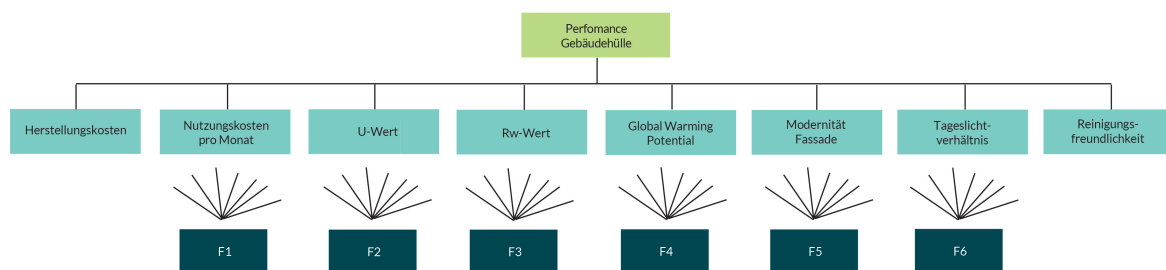 Perfomance
Gebäudehülle
Herstellungskosten
Nutzungskosten
pro Monat
U-Wert
Rw-Wert
Global Warming
Potential
Modernität
Fassade
Tageslicht-
verhältnis
Reinigungs-
freundlichkeit
F1
F2
F3
F4
F5
F6